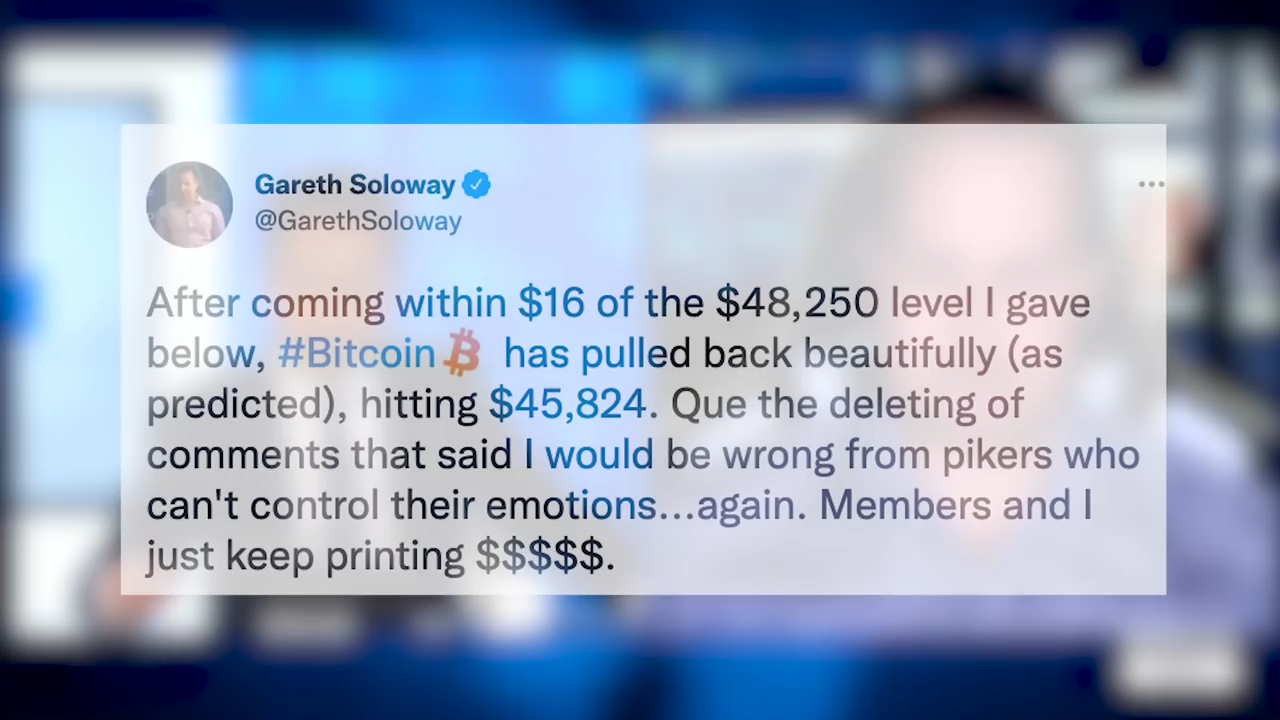 Gareth Soloway
@GarethSoloway
After coming within $16 of the $48,250 level I gave
below, #Bitcoin has pulled back beautifully (as
predicted), hitting $45,824. Que the deleting of
comments that said I would be wrong from pikers who
can't control their emotions...again. Members and I
just keep printing $$$$$.